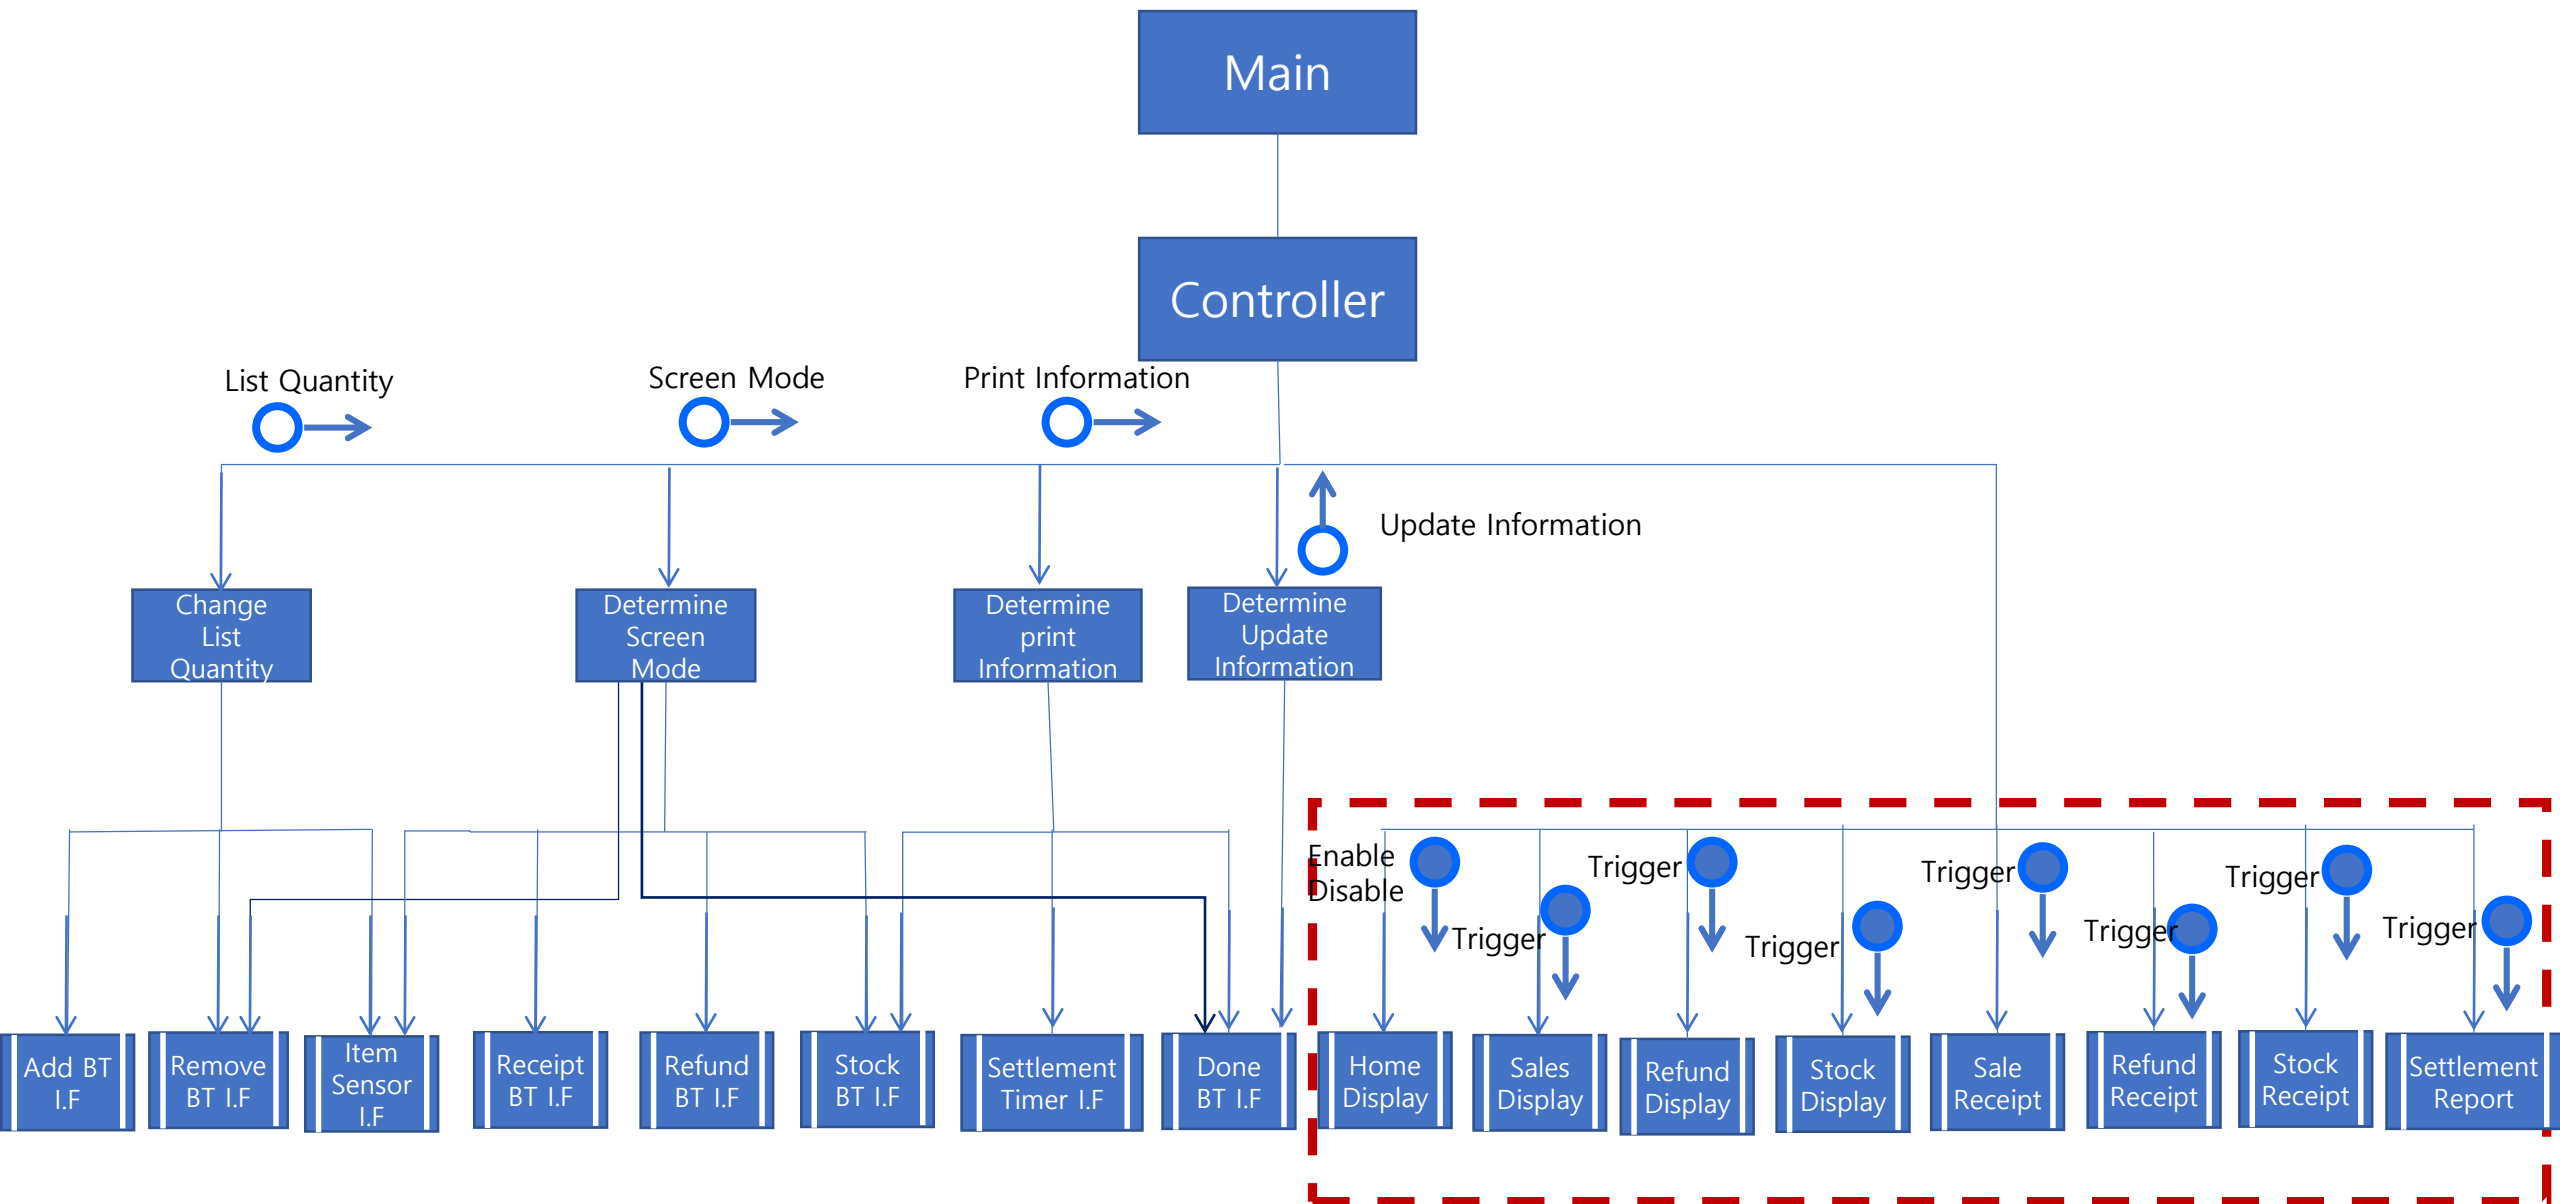 Main
Controller
List Quantity
Screen Mode
Print Information
Update Information
Change
List
Quantity
Determine
Screen
Mode
Determine
print
Information
Determine
Update
Information
Enable
Disable
Trigger
Trigger
Trigger
Trigger
Trigger
Trigger
Trigger
Add BT
I.F
Remove
BT I.F
Item
Sensor
I.F
Receipt
BT I.F
Refund
BT I.F
Stock
BT I.F
Settlement
Timer I.F
Done
BT I.F
Home
Display
Sales
Display
Refund
Display
Stock
Display
Sale
Receipt
Refund
Receipt
Stock
Receipt
Settlement
Report